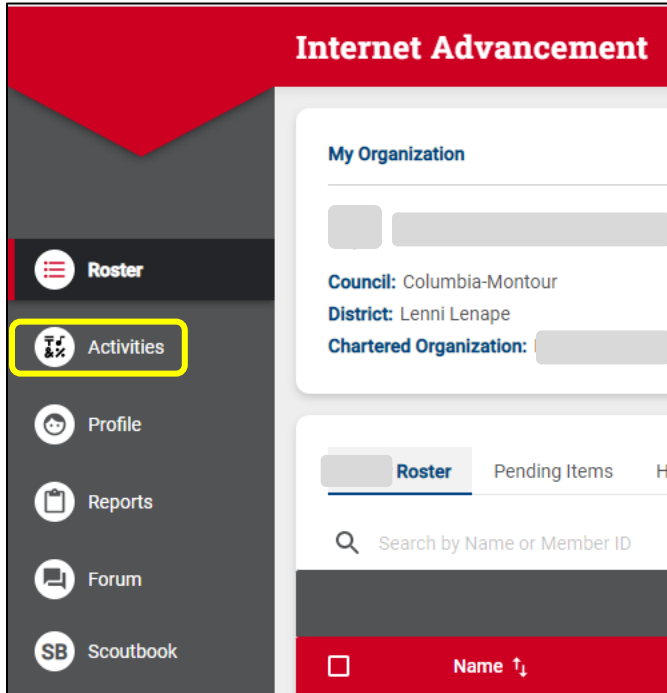 Internet Advancement
My Organization
Council: Columbia-Montour
District: Lenni Lenape
Chartered Organization:
Roster
Activities
Profile
Reports
Forum
SB Scoutbook
Roster Pending Items H
Search by Name or Member ID
Name